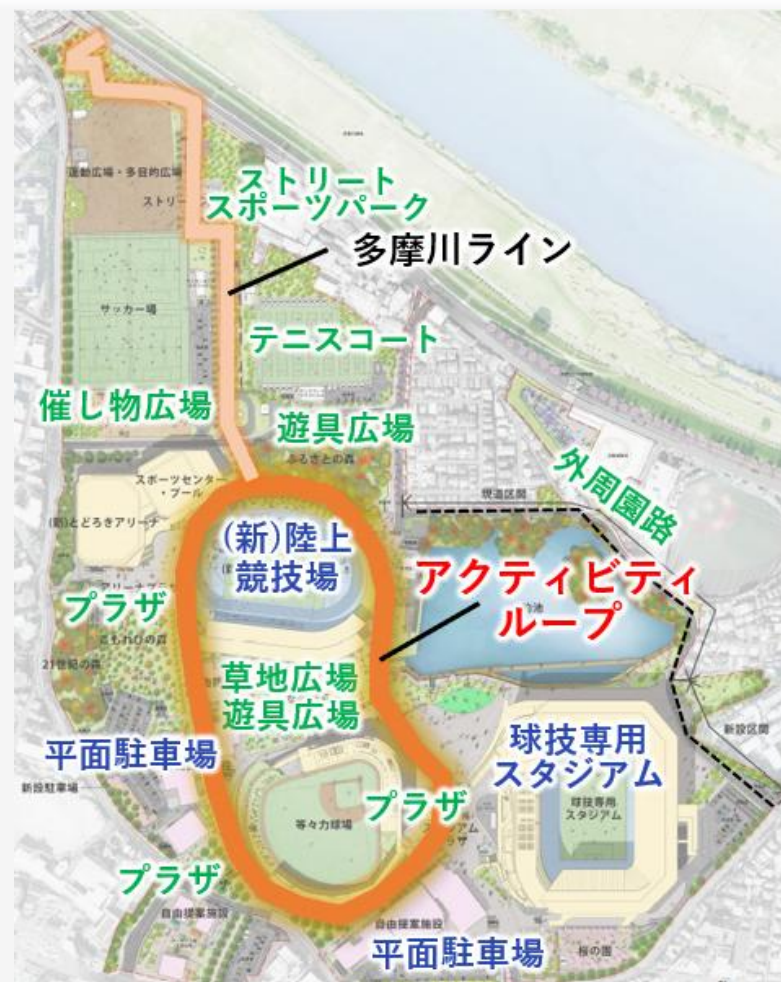 運動広場・多目的広場
ストリート
スポーツパーク
多摩川ライン
サッカー場
テニスコート
催し物広場
遊具広場
ふるさとの森
スポーツセンター
・プール
(新)とどろきアリーナ
現道区間
外周園路
(新)陸上
競技場
アクティビティ
ループ
プラザ
こもれびの森
21世紀の森
草地広場
遊具広場
平面駐車場
新設駐車場
球技専用
スタジアム
新設区間
球技専用
スタジアム
プラザ
等々力球場
プラザ
自由提案施設
自由提案施設
平面駐車場
桜の園